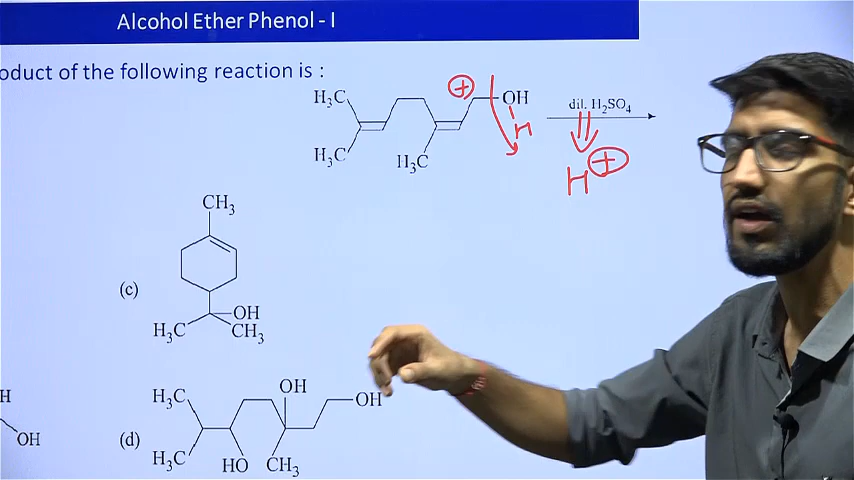 Alcohol Ether Phenol - I
oduct of the following reaction is :
H₃C
H₃C
H₃C
+
OH
H
dil. H₂SO₄
H +
CH₃
(c)
OH
H₃C
CH₃
H
OH
(d)
H₃C
H₃C
HO
CH₃
OH
OH